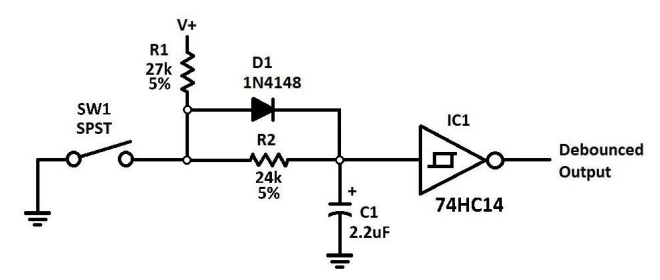 V+
R1
27k
5%
D1
1N4148
SW1
SPST
R2
24k
5%
IC1
74HC14
Debounced
Output
+
C1
2.2uF